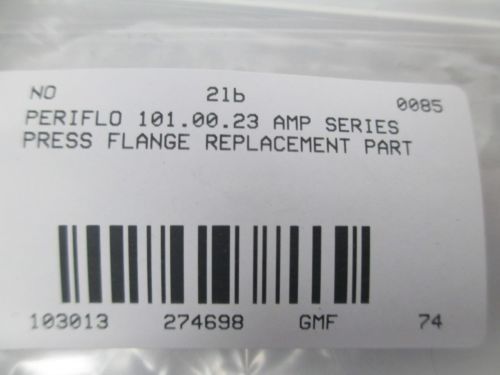 NO 21b 0085
PERIFLO 101.00.23 AMP SERIES
PRESS FLANGE REPLACEMENT PART
103013 274698 GMF 74